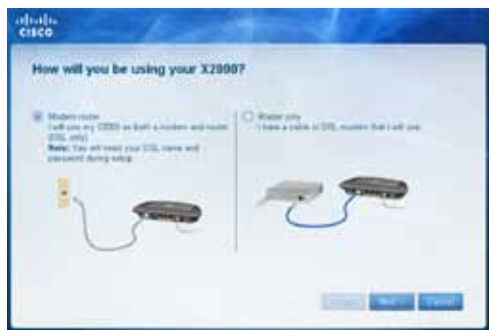 CISCO
How will you be using your X2000?
Modem router
I will use my X2000 as both a modem and router
(DSL only)
Note: You will need your DSL name and
password during setup.
Router only
I have a cable or DSL modem that I will use.
Next
Cancel